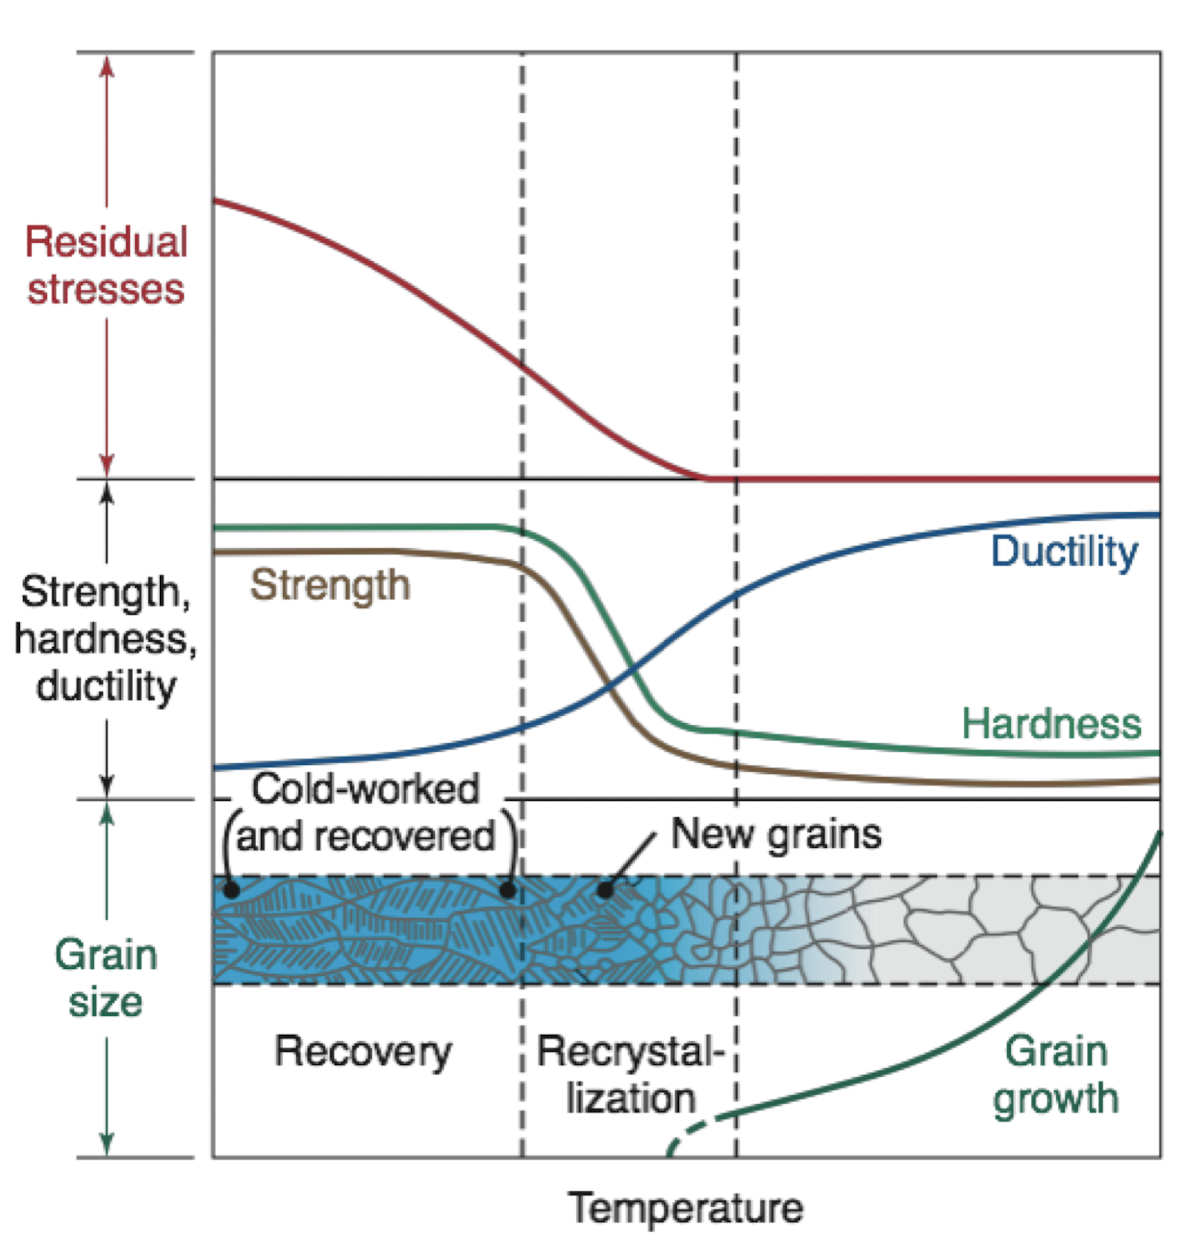 Residual
stresses
Strength,
hardness,
ductility
Strength
Ductility
Hardness
Cold-worked
and recovered
New grains
Grain
size
Recovery
Recrystal-
lization
Grain
growth
Temperature